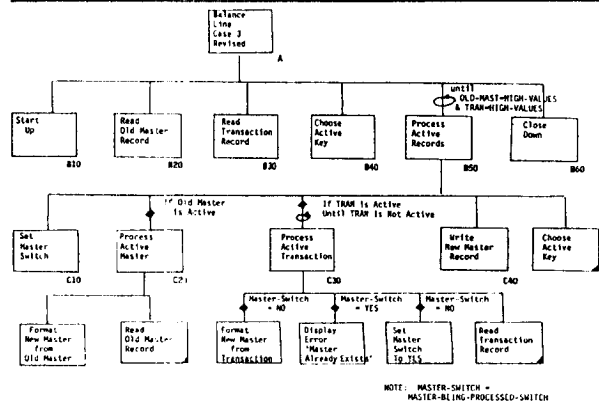 Balance
Line
Case 3
Revised
A
Start
Up
B10
Read
Old Master
Record
B20
Read
Transaction
Record
B30
Choose
Active
Key
B40
until
OLD-MAST=HIGH-VALUES
& TRAN=HIGH-VALUES
Process
Active
Records
B50
Close
Down
B60
If Old Master
is Active
If TRAN is Active
Until TRAN is Not Active
Set
Master
Switch
C10
Process
Active
Master
Process
Active
Transaction
C30
Write
New Master
Record
C40
Choose
Active
Key
Master-Switch
= NO
Master-Switch
= YES
Master-Switch
= NO
Format
New Master
from
Old Master
Read
Old Master
Record
Format
New Master
from
Transaction
Display
Error
"Master
Already Exists"
Set
Master
Switch
To YES
Read
Transaction
Record
NOTE: MASTER-SWITCH =
MASTER-BEING-PROCESSED-SWITCH